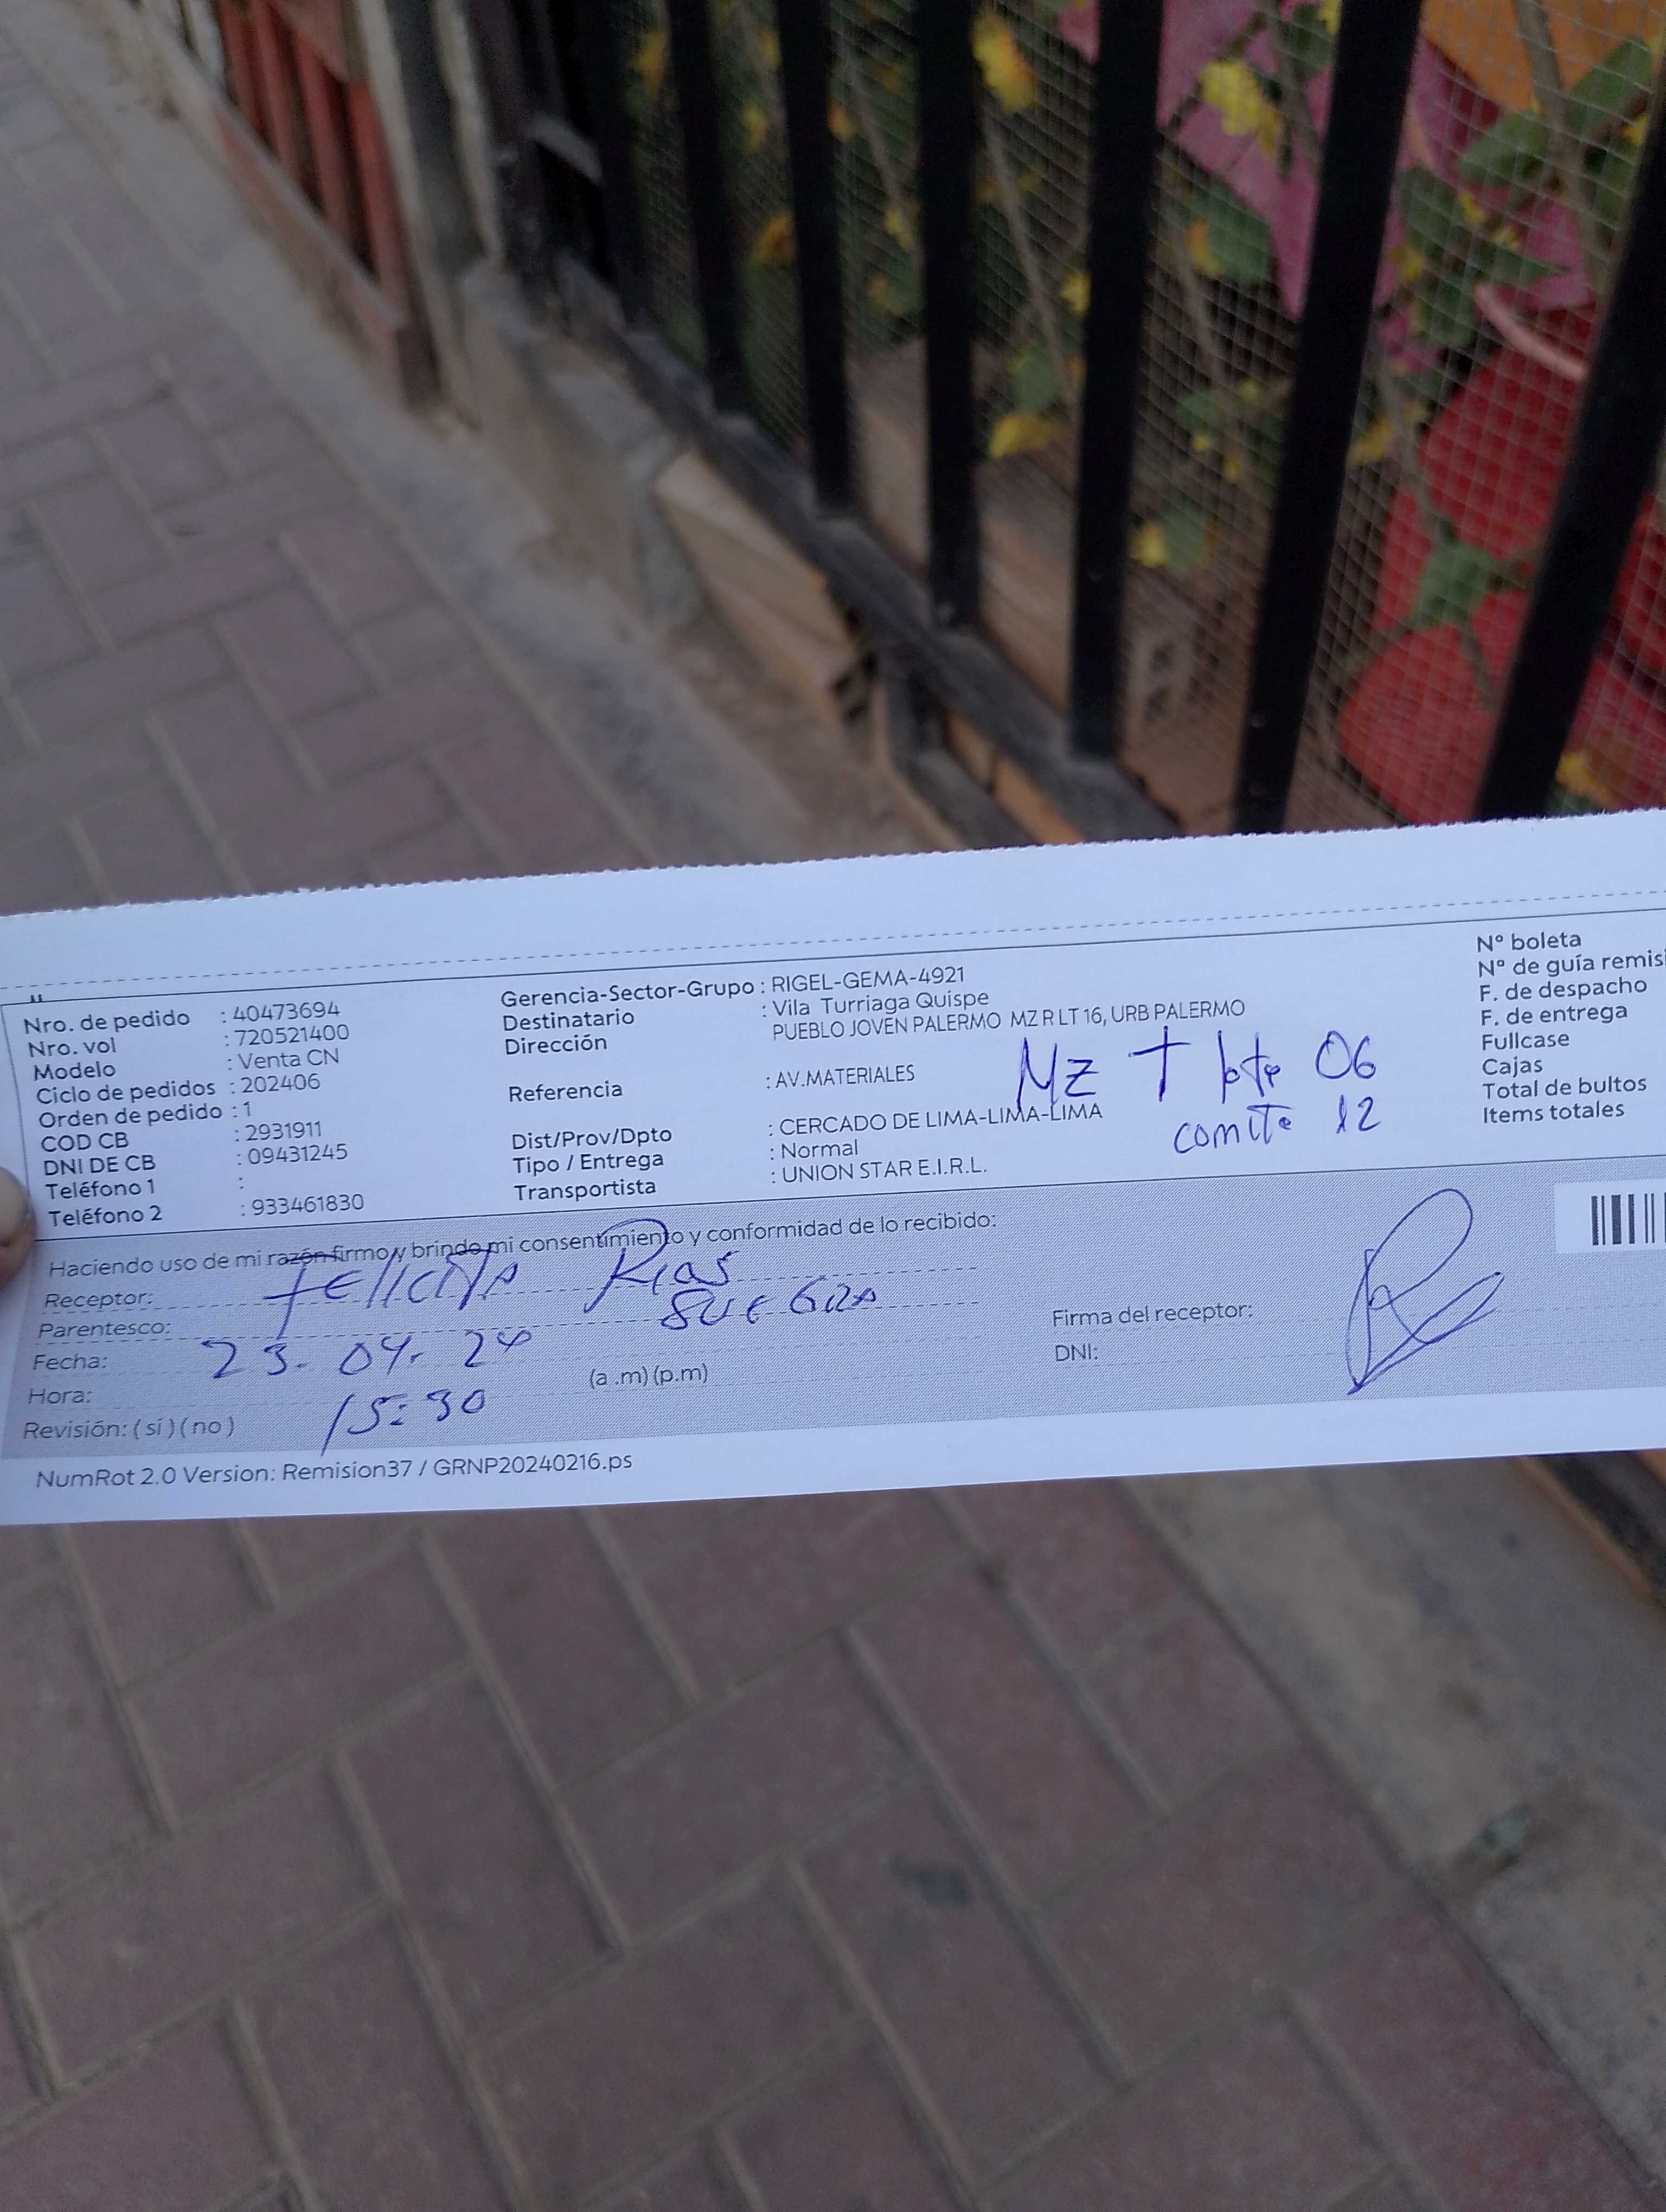 Nro. de pedido : 40473694
Nro. vol : 720521400
Modelo : Venta CN
Ciclo de pedidos : 202406
Orden de pedido : 1
COD CB : 2931911
DNI DE CB : 09431245
Teléfono 1 :
Teléfono 2 : 933461830
Gerencia-Sector-Grupo : RIGEL-GEMA-4921
Destinatario : Vila Turriaga Quispe
Dirección PUEBLO JOVEN PALERMO MZ R LT 16, URB PALERMO
Mz T lote 06
Referencia : AV.MATERIALES
comite 12
Dist/Prov/Dpto : CERCADO DE LIMA-LIMA-LIMA
Tipo / Entrega : Normal
Transportista : UNION STAR E.I.R.L.
Nº boleta
Nº de guía remisi
F. de despacho
F. de entrega
Fullcase
Cajas
Total de bultos
Items totales
Haciendo uso de mi razón firmo y brindo mi consentimiento y conformidad de lo recibido:
Receptor: Felicita Rias
Parentesco: SUEGRA
Fecha: 23-04-24
Hora: 15:30 (a .m) (p.m)
Revisión: ( sí ) ( no )
Firma del receptor:
DNI:
NumRot 2.0 Version: Remision37 / GRNP20240216.ps